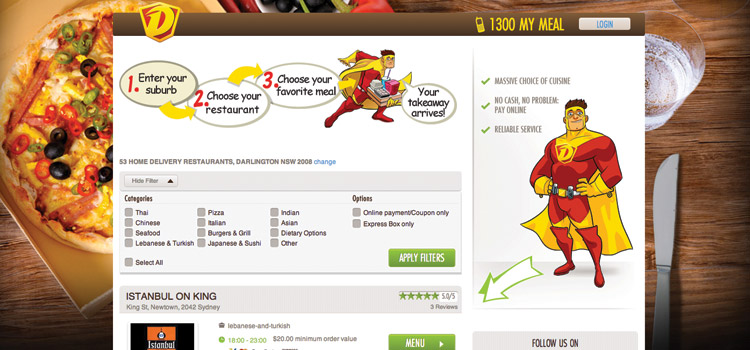 D
1300 MY MEAL
LOGIN
1. Enter your
suburb
2. Choose your
restaurant
3. Choose your
favorite meal
Your
takeaway
arrives!
MASSIVE CHOICE OF CUISINE
NO CASH, NO PROBLEM:
PAY ONLINE
RELIABLE SERVICE
D
53 HOME DELIVERY RESTAURANTS, DARLINGTON NSW 2008 change
Hide Filter
Categories
Options
Thai
Pizza
Indian
Online payment/Coupon only
Chinese
Italian
Asian
Express Box only
Seafood
Burgers & Grill
Dietary Options
Lebanese & Turkish
Japanese & Sushi
Other
Select All
APPLY FILTERS
ISTANBUL ON KING
5.0/5
King St, Newtown, 2042 Sydney
3 Reviews
lebanese-and-turkish
18:00 - 23:00
$20.00 minimum order value
Istanbul
MENU
FOLLOW US ON